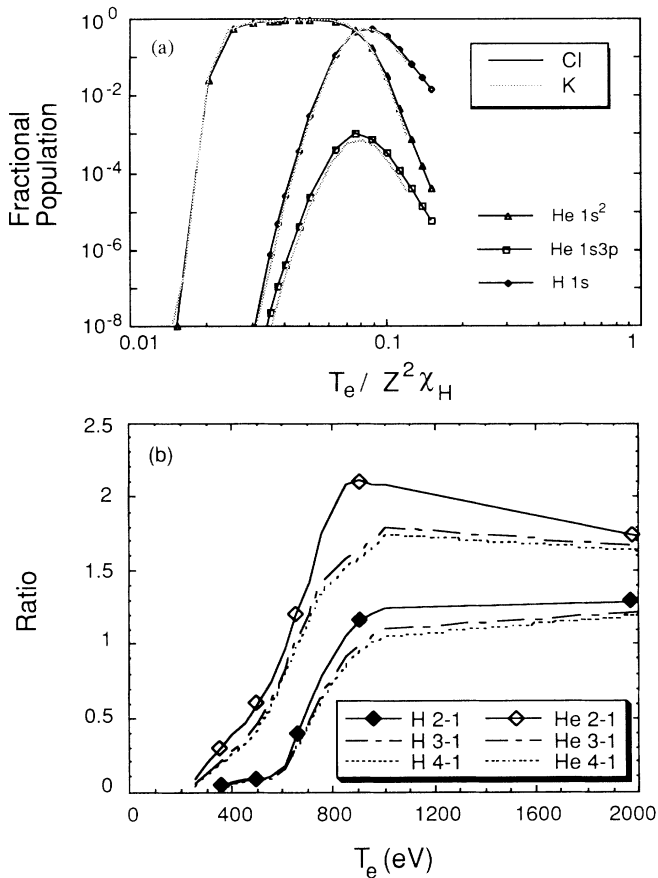 (a)
Fractional
Population
10^0
10^-2
10^-4
10^-6
10^-8
Cl
K
He 1s^2
He 1s3p
H 1s
0.01
0.1
1
T_e / Z^2 χ_H
(b)
Ratio
2.5
2
1.5
1
0.5
0
H 2-1 He 2-1
H 3-1 He 3-1
H 4-1 He 4-1
0 400 800 1200 1600 2000
T_e (eV)